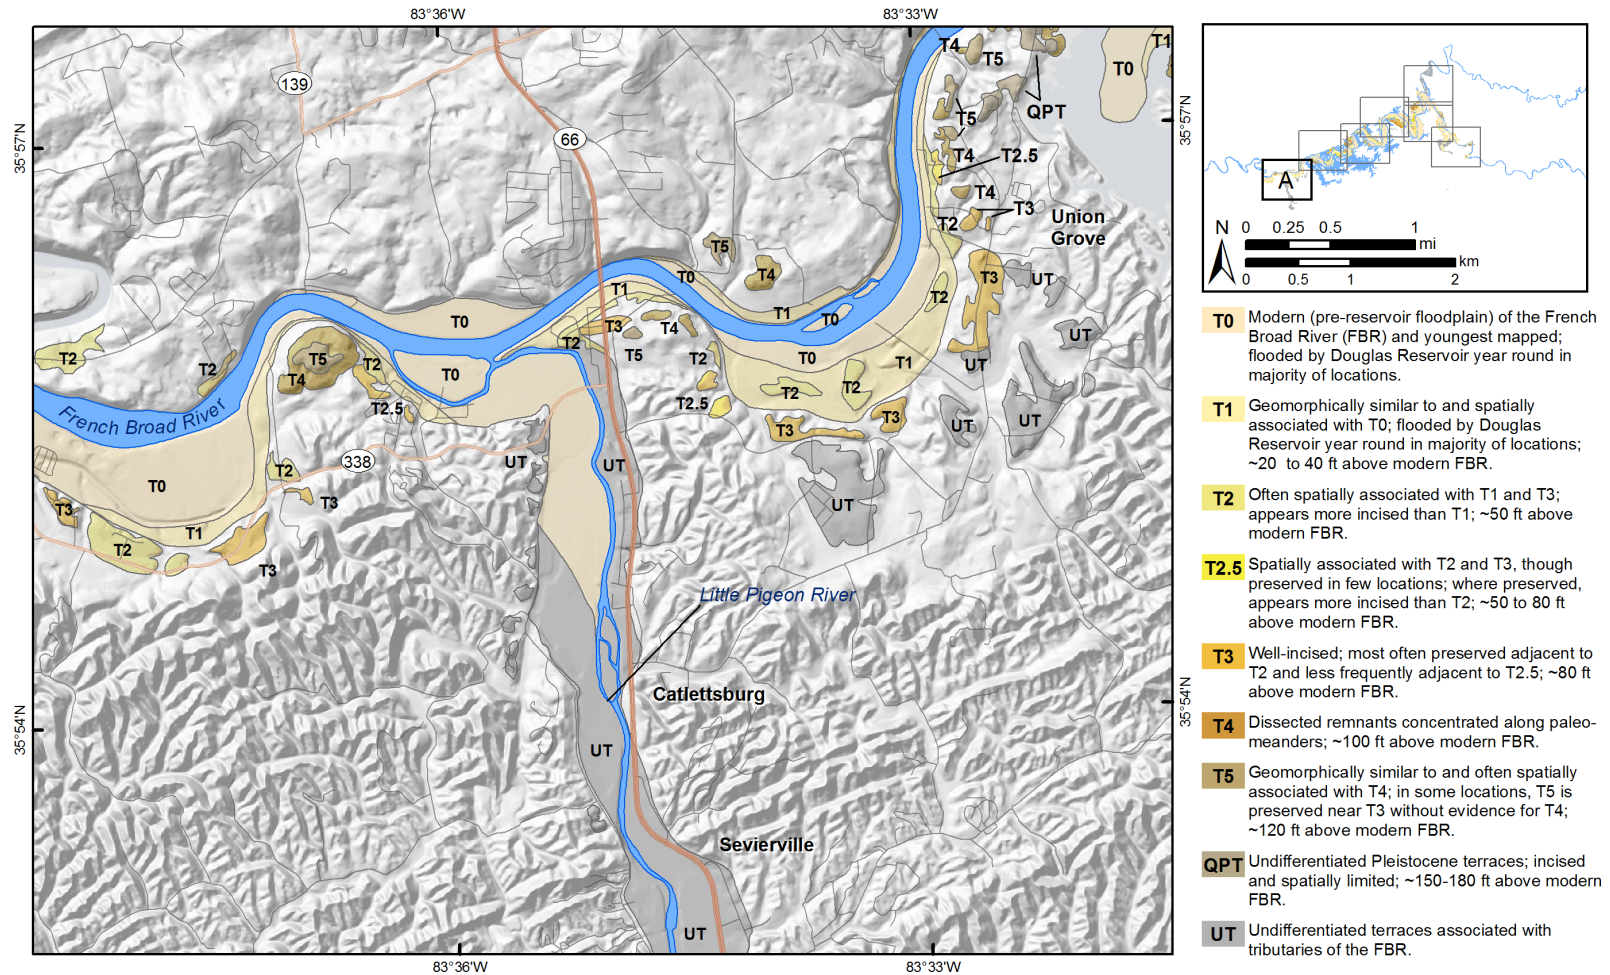 83°36'W
83°33'W
35°57'N
35°57'N
35°54'N
35°54'N
83°36'W
83°33'W
139
66
338
T4
T5
QPT
T0
T1
T5
T4
T2.5
T4
T3
T2
Union
Grove
T5
T4
T0
T3
UT
T2
T1
T1
T0
UT
T0
T3
T4
T2
T5
T2
T0
T1
UT
T2
T2
T5
T2
T4
T0
T2
T2
T2.5
T2.5
French Broad River
T3
T3
UT
UT
UT
UT
T2
T0
T3
T3
UT
T1
T2
T3
Little Pigeon River
Catlettsburg
UT
Sevierville
UT
A
N
0 0.25 0.5 1
mi
km
0 0.5 1 2
T0 Modern (pre-reservoir floodplain) of the French
Broad River (FBR) and youngest mapped;
flooded by Douglas Reservoir year round in
majority of locations.
T1 Geomorphically similar to and spatially
associated with T0; flooded by Douglas
Reservoir year round in majority of locations;
~20 to 40 ft above modern FBR.
T2 Often spatially associated with T1 and T3;
appears more incised than T1; ~50 ft above
modern FBR.
T2.5 Spatially associated with T2 and T3, though
preserved in few locations; where preserved,
appears more incised than T2; ~50 to 80 ft
above modern FBR.
T3 Well-incised; most often preserved adjacent to
T2 and less frequently adjacent to T2.5; ~80 ft
above modern FBR.
T4 Dissected remnants concentrated along paleo-
meanders; ~100 ft above modern FBR.
T5 Geomorphically similar to and often spatially
associated with T4; in some locations, T5 is
preserved near T3 without evidence for T4;
~120 ft above modern FBR.
QPT Undifferentiated Pleistocene terraces; incised
and spatially limited; ~150-180 ft above modern
FBR.
UT Undifferentiated terraces associated with
tributaries of the FBR.